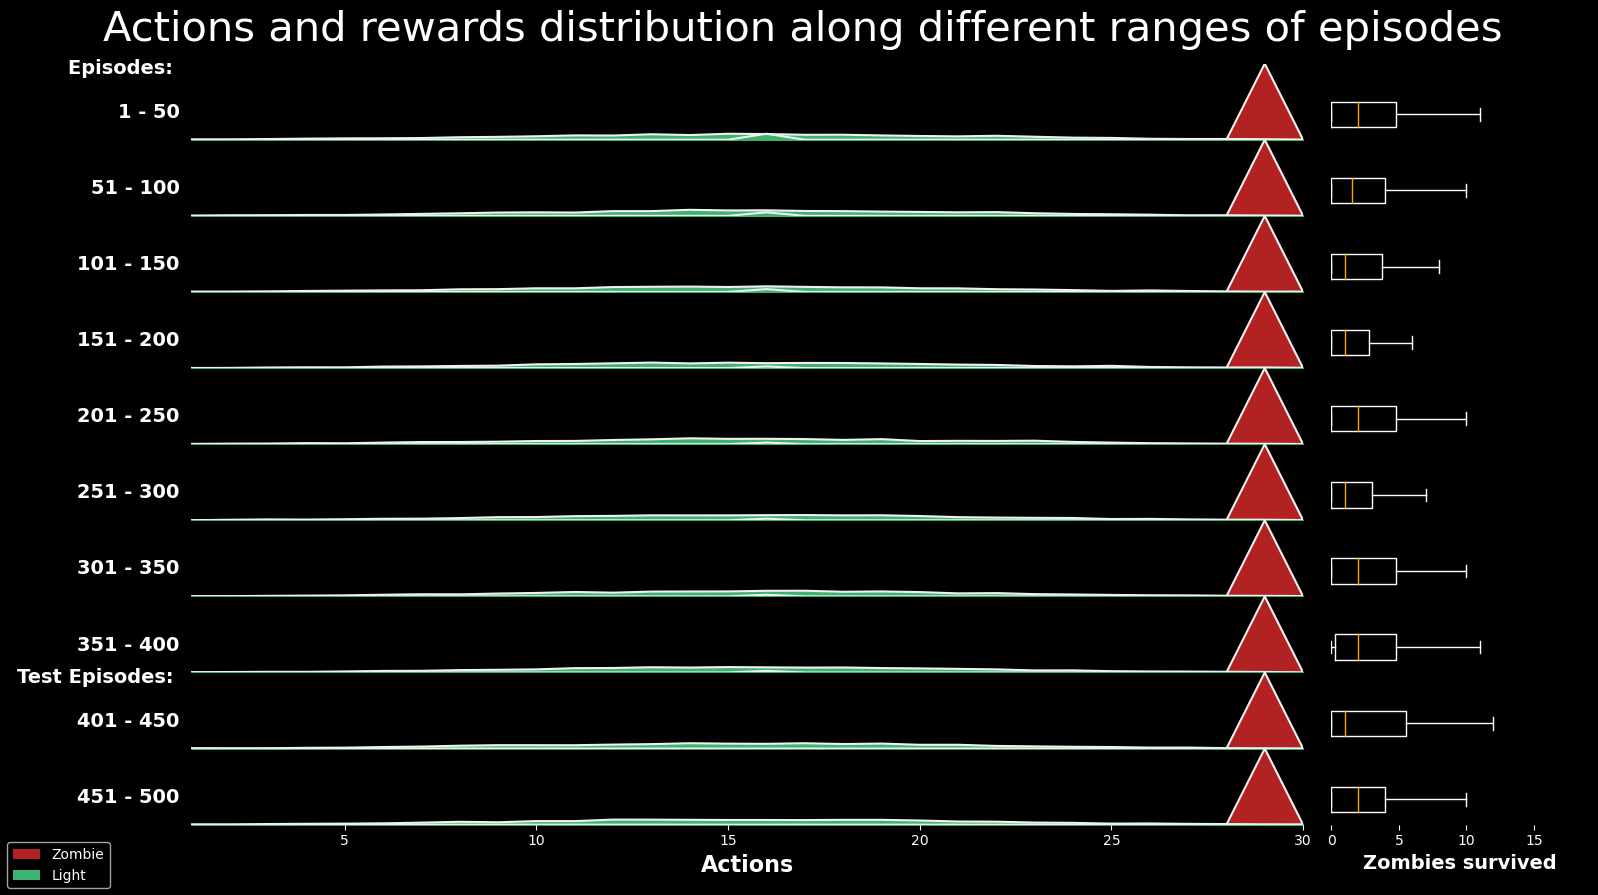 Actions and rewards distribution along different ranges of episodes
Episodes:
1 - 50
51 - 100
101 - 150
151 - 200
201 - 250
251 - 300
301 - 350
351 - 400
Test Episodes:
401 - 450
451 - 500
5 10 15 20 25 30
0 5 10 15
Actions
Zombies survived
Zombie
Light